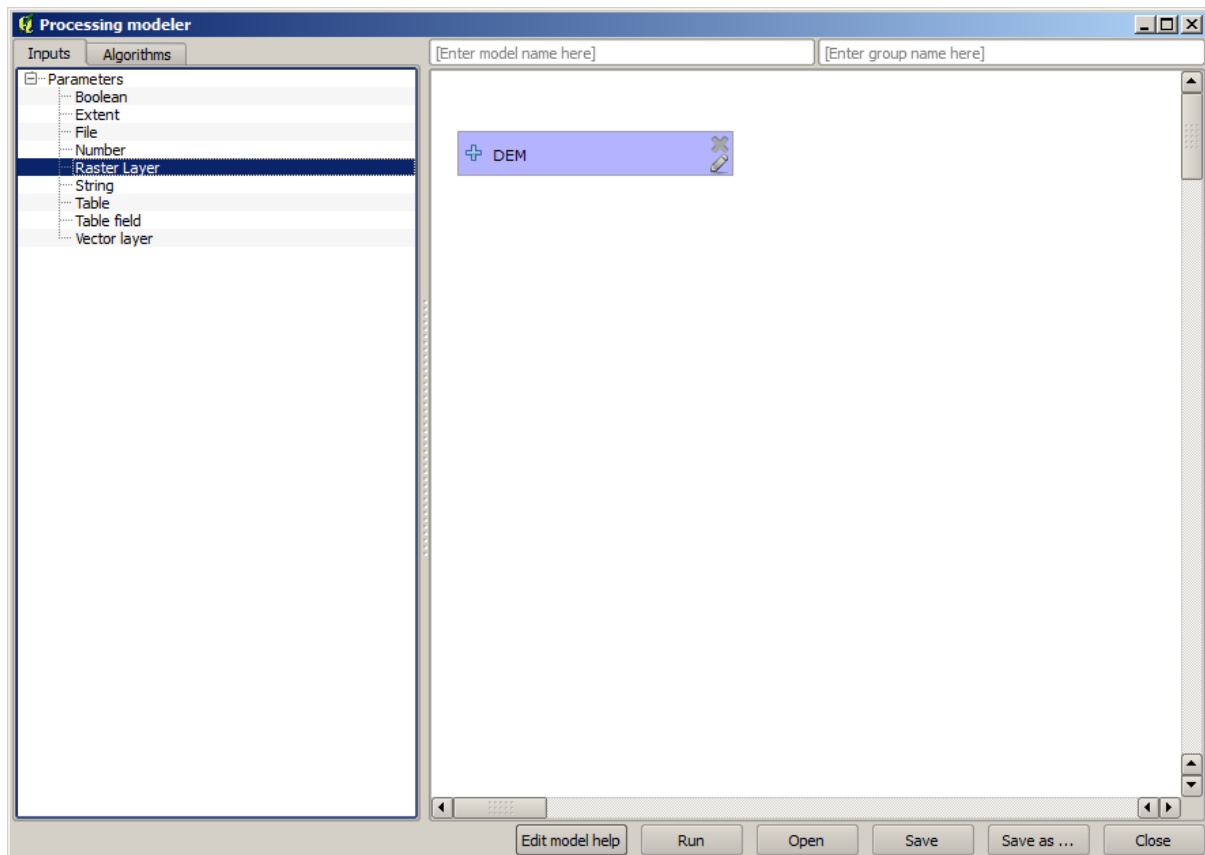 Processing modeler
Inputs
Algorithms
[Enter model name here]
[Enter group name here]
Parameters
Boolean
Extent
File
Number
Raster Layer
String
Table
Table field
Vector layer
DEM
Edit model help
Run
Open
Save
Save as ...
Close